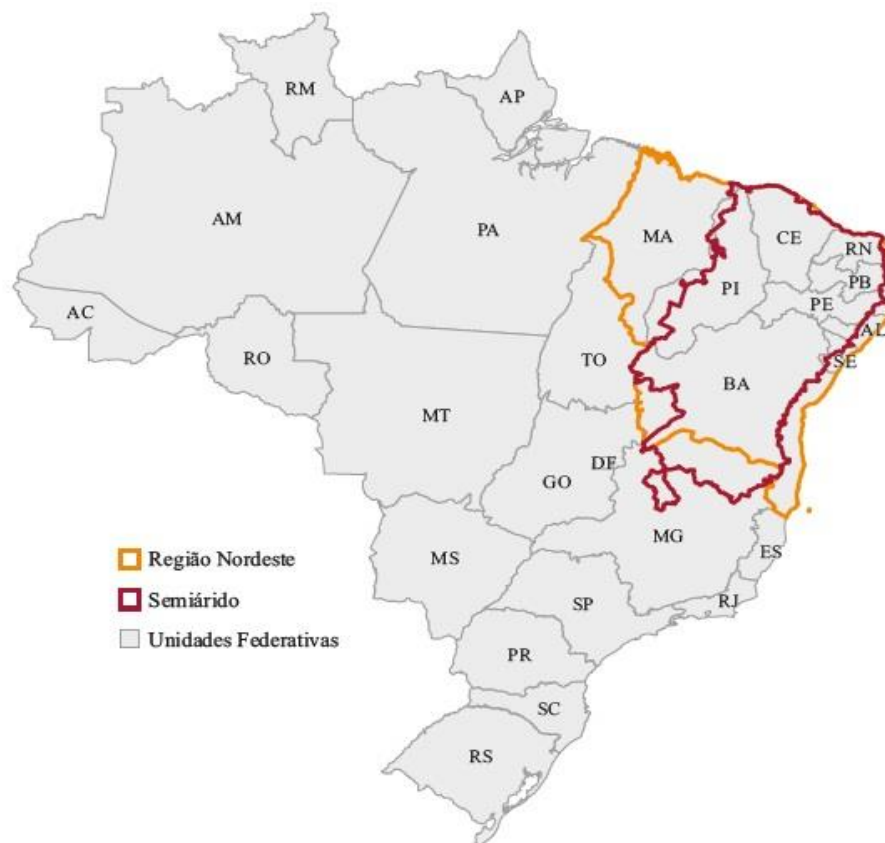 RM
AP
AM
PA
MA
CE
RN
PB
PI
PE
AL
SE
AC
RO
TO
BA
MT
DF
GO
MG
ES
MS
SP
RJ
PR
SC
RS
Região Nordeste
Semiárido
Unidades Federativas